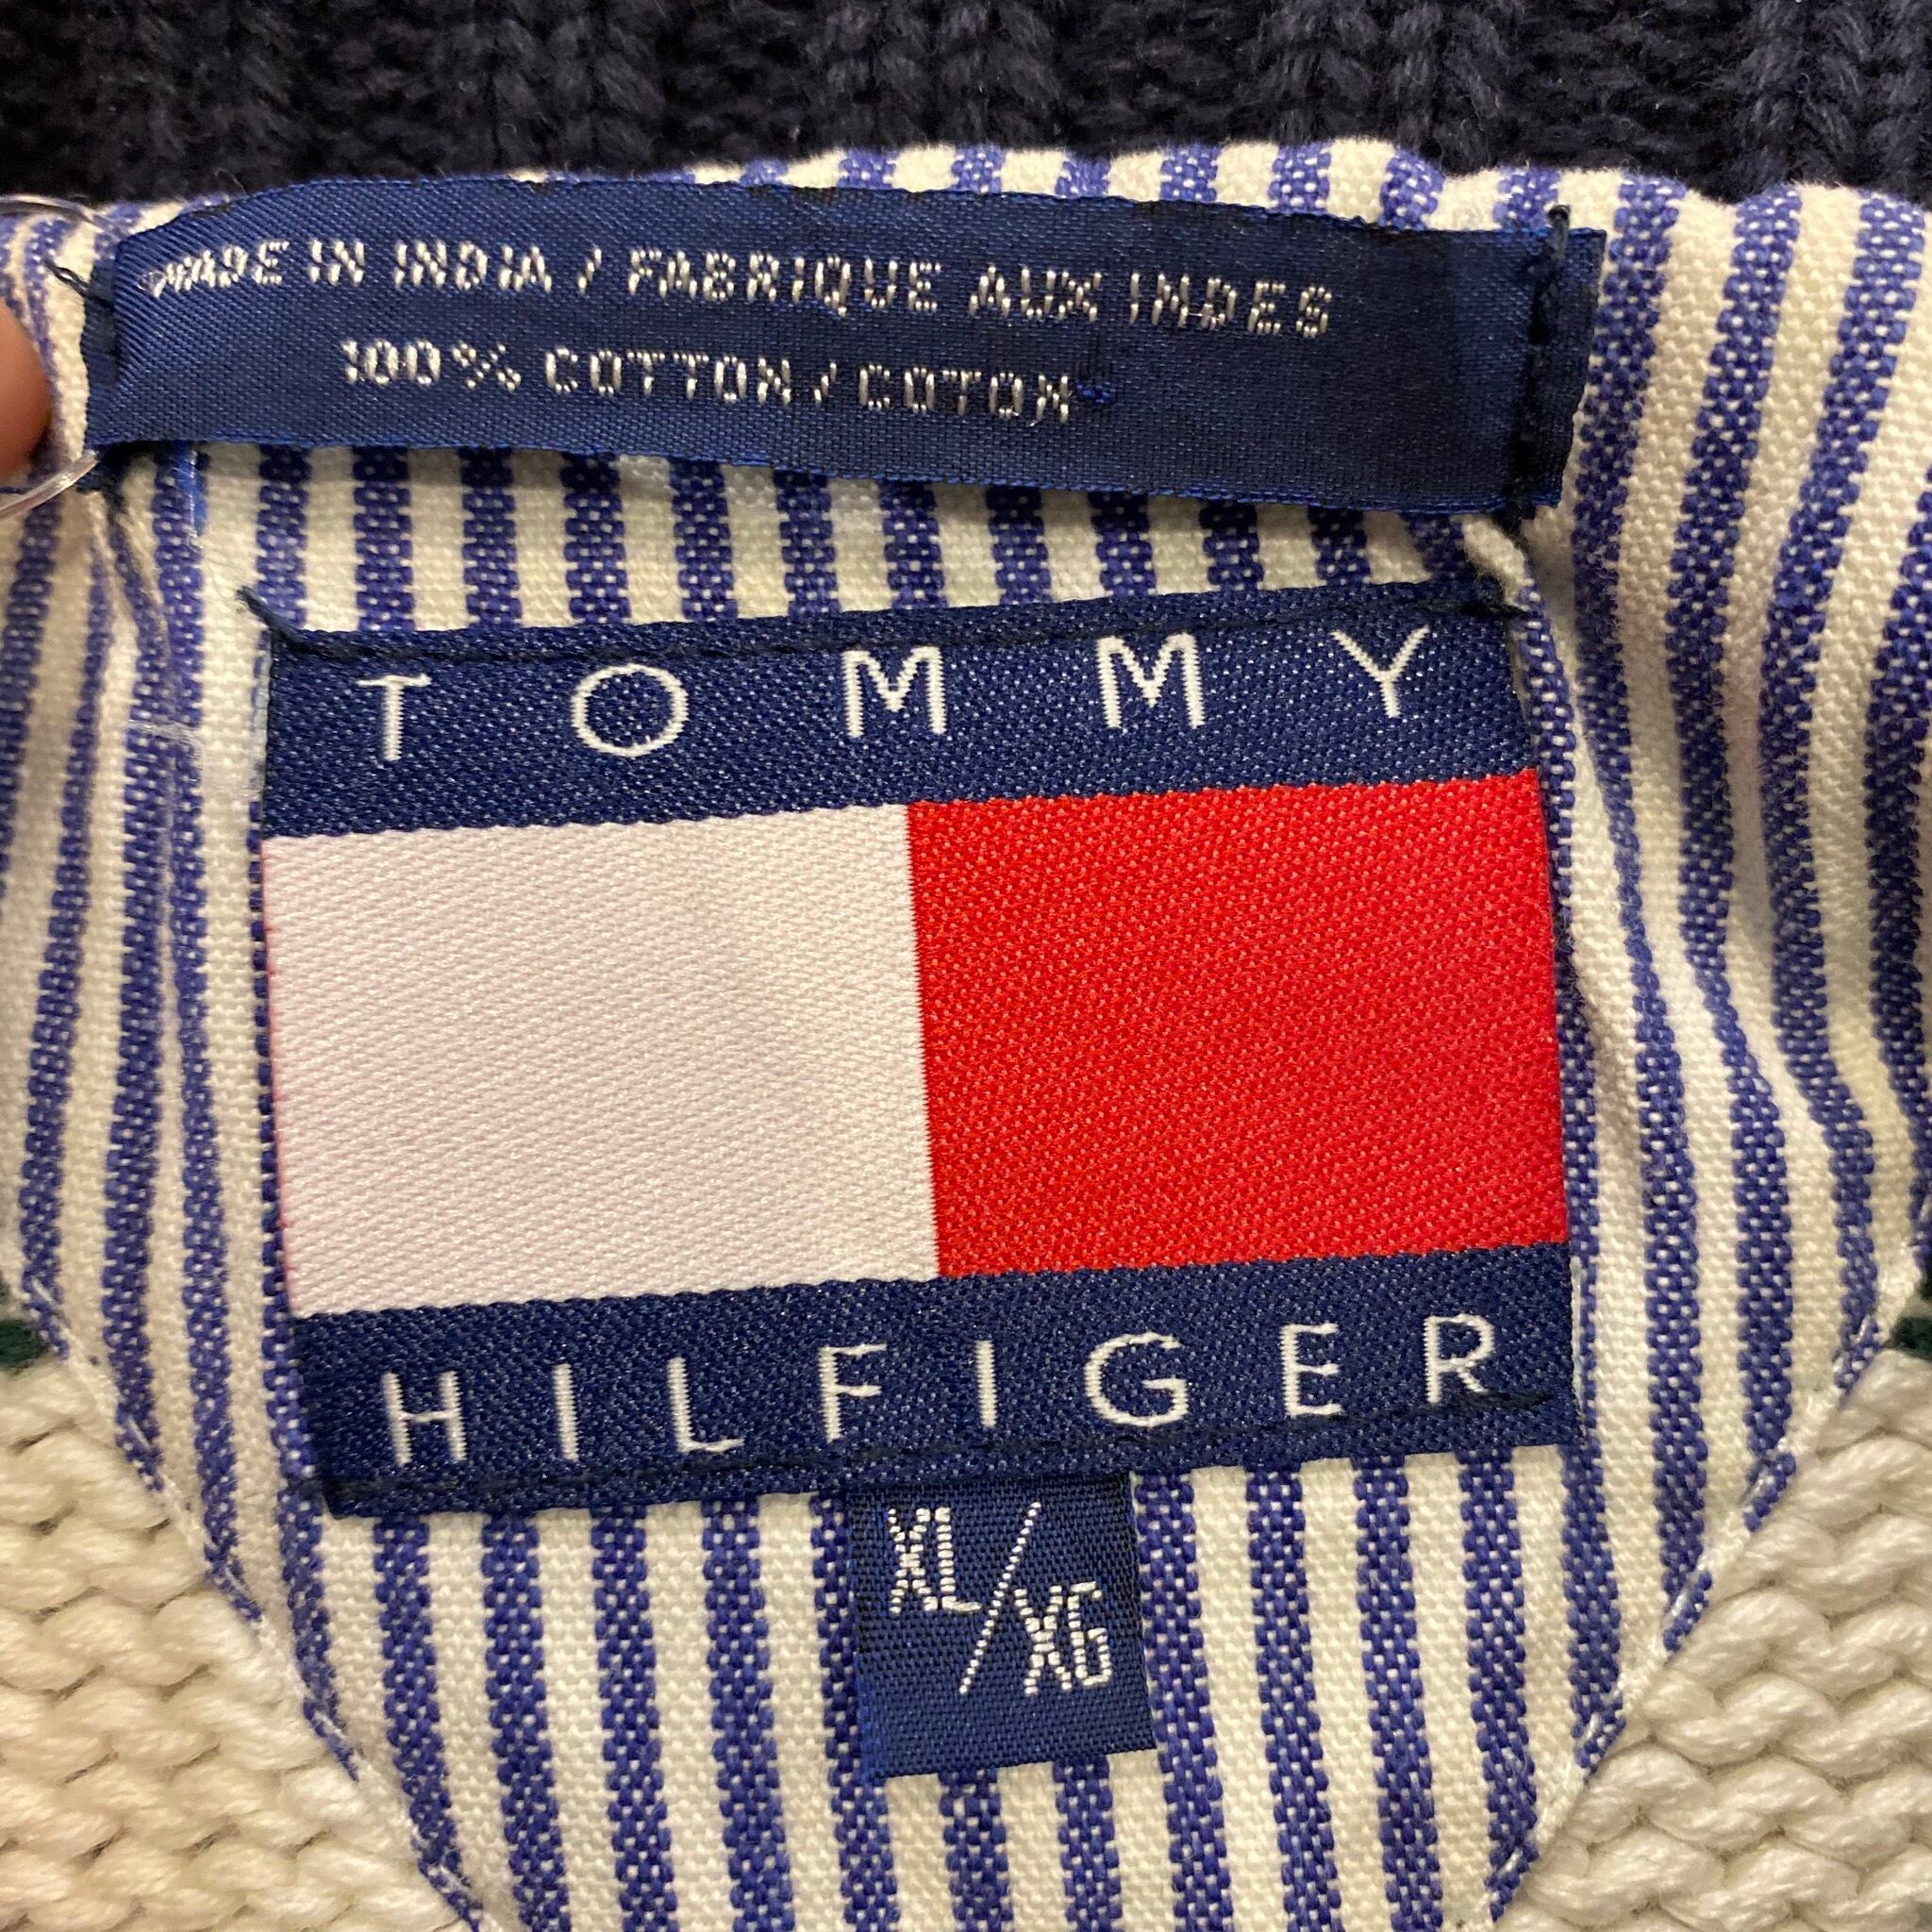 MADE IN INDIA / FABRIQUE AUX INDES
100% COTTON / COTON
TOMMY
HILFIGER
XL/XG